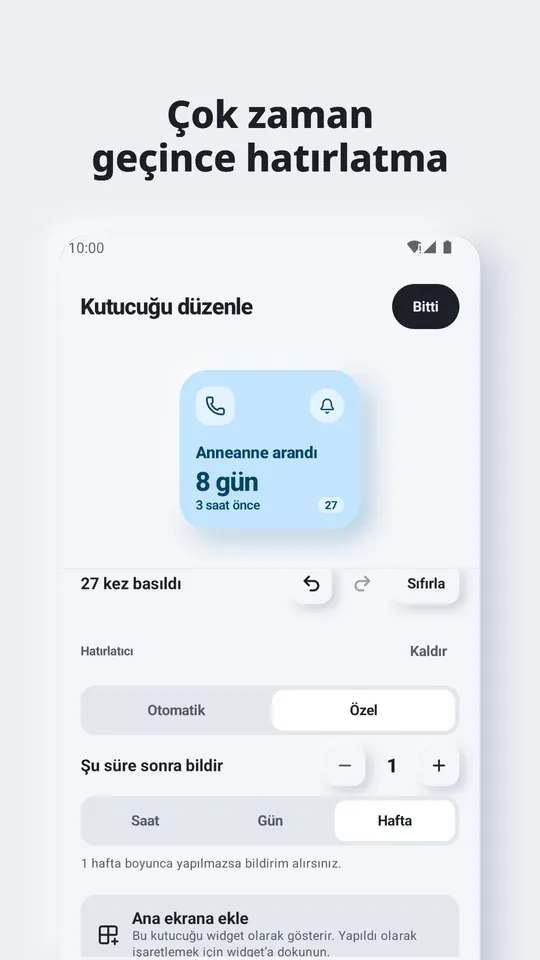 Çok zaman
geçince hatırlatma
10:00
Kutucuğu düzenle
Bitti
Anneanne arandı
8 gün
3 saat önce
27
27 kez basıldı
Sıfırla
Hatırlatıcı
Kaldır
Otomatik
Özel
Şu süre sonra bildir
1
Saat
Gün
Hafta
1 hafta boyunca yapılmazsa bildirim alırsınız.
Ana ekrana ekle
Bu kutucuğu widget olarak gösterir. Yapıldı olarak
işaretlemek için widget'a dokunun.